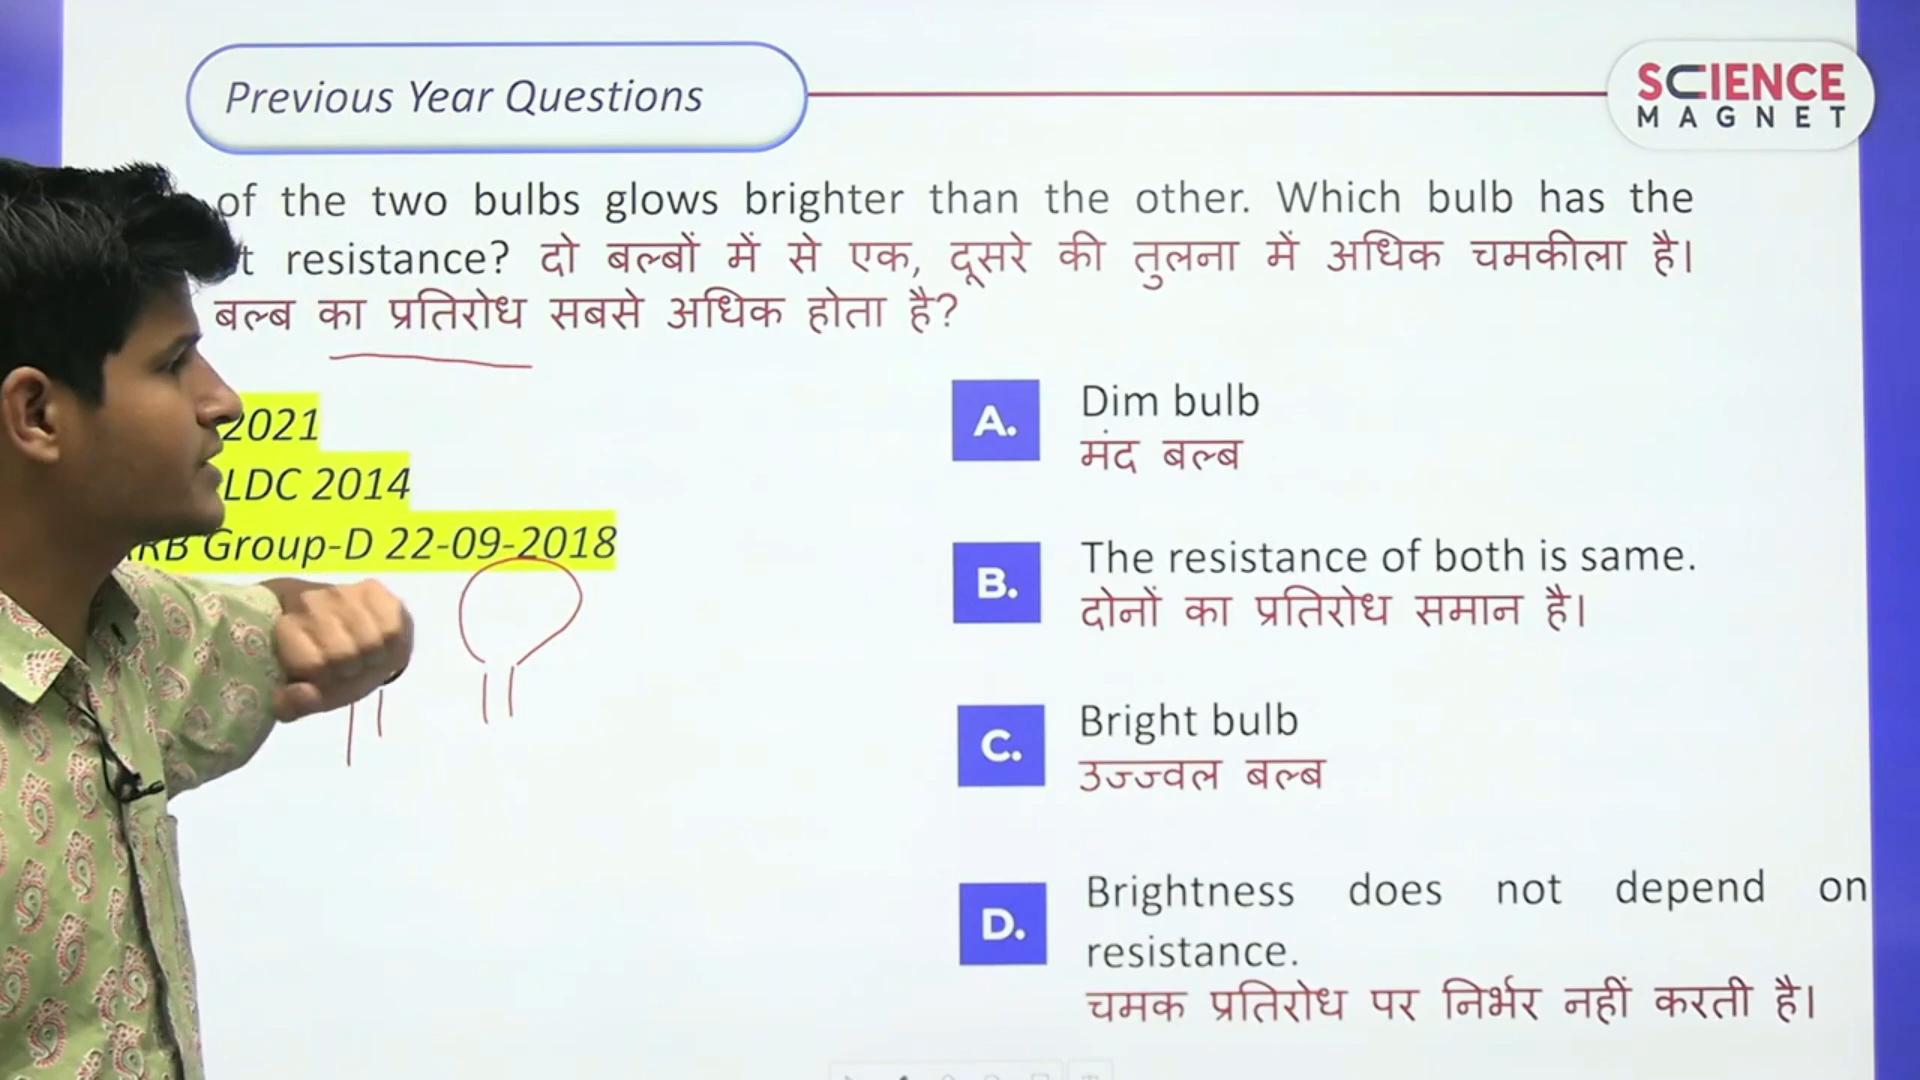 Previous Year Questions
SCIENCE
MAGNET
of the two bulbs glows brighter than the other. Which bulb has the
resistance? दो बल्बों में से एक, दूसरे की तुलना में अधिक चमकीला है।
बल्ब का प्रतिरोध सबसे अधिक होता है?
2021
LDC 2014
Group-D 22-09-2018
A.
Dim bulb
मंद बल्ब
B.
The resistance of both is same.
दोनों का प्रतिरोध समान है।
C.
Bright bulb
उज्ज्वल बल्ब
D.
Brightness does not depend on
resistance.
चमक प्रतिरोध पर निर्भर नहीं करती है।